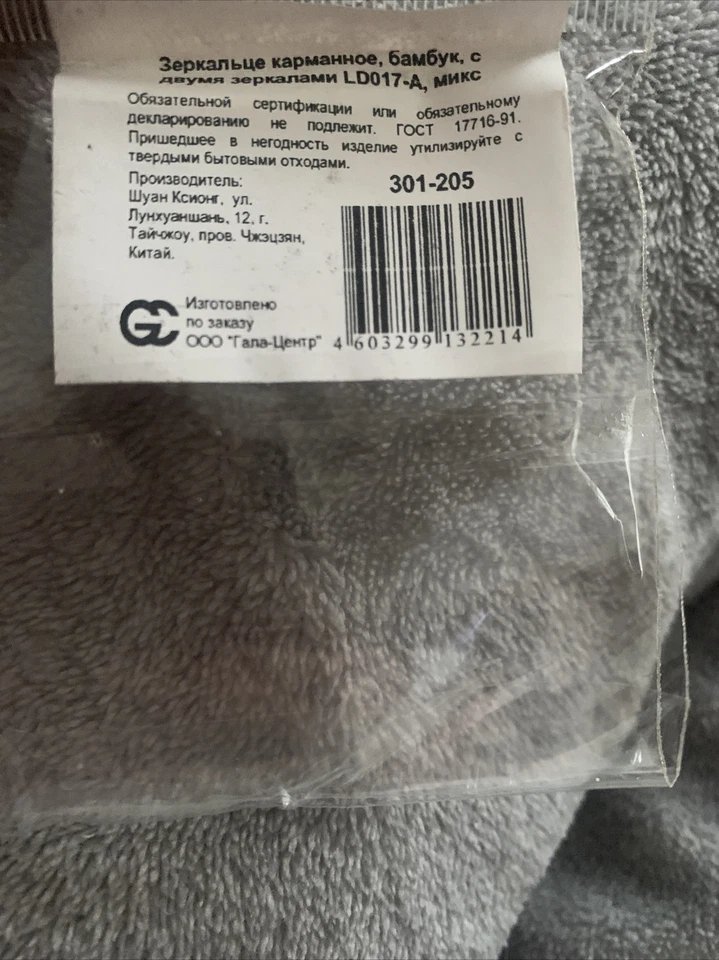 Зеркальце карманное, бамбук, с
двумя зеркалами LD017-А, микс
Обязательной сертификации или обязательному
декларированию не подлежит. ГОСТ 17716-91.
Пришедшее в негодность изделие утилизируйте с
твердыми бытовыми отходами.
Производитель:
Шуан Ксионг, ул.
Лунхуаншань, 12, г.
Тайчжоу, пров. Чжэцзян,
Китай.
301-205
GC
Изготовлено
по заказу
ООО "Гала-Центр"
4 603299 132214